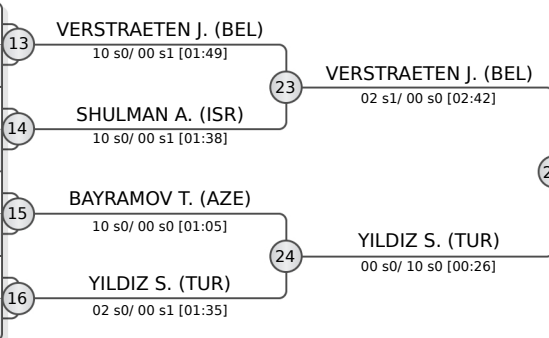 13
VERSTRAETEN J. (BEL)
10 s0/ 00 s1 [01:49]
23
VERSTRAETEN J. (BEL)
02 s1/ 00 s0 [02:42]
14
SHULMAN A. (ISR)
10 s0/ 00 s1 [01:38]
15
BAYRAMOV T. (AZE)
10 s0/ 00 s0 [01:05]
24
YILDIZ S. (TUR)
00 s0/ 10 s0 [00:26]
16
YILDIZ S. (TUR)
02 s0/ 00 s1 [01:35]